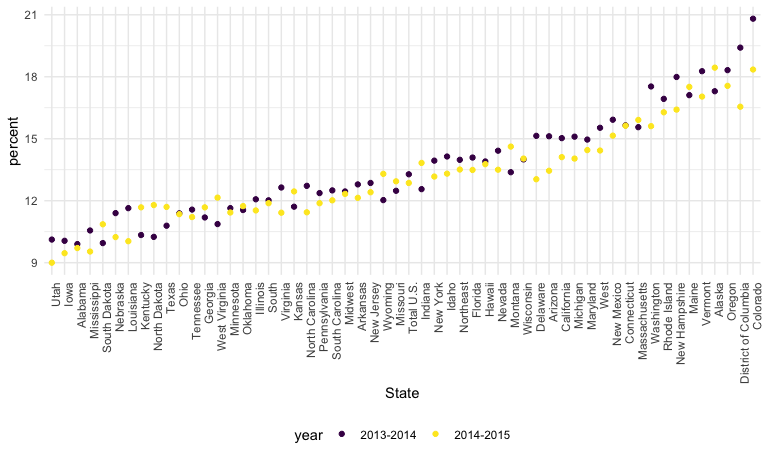 21
18
15
12
9
percent
Utah
Iowa
Alabama
Mississippi
South Dakota
Nebraska
Louisiana
Kentucky
North Dakota
Texas
Ohio
Tennessee
Georgia
West Virginia
Minnesota
Oklahoma
Illinois
South
Virginia
Kansas
North Carolina
Pennsylvania
South Carolina
Midwest
Arkansas
New Jersey
Wyoming
Missouri
Total U.S.
Indiana
New York
Idaho
Northeast
Florida
Hawaii
Nevada
Montana
Wisconsin
Delaware
Arizona
California
Michigan
Maryland
West
New Mexico
Connecticut
Massachusetts
Washington
Rhode Island
New Hampshire
Maine
Vermont
Alaska
Oregon
District of Columbia
Colorado
State
year 2013-2014 2014-2015